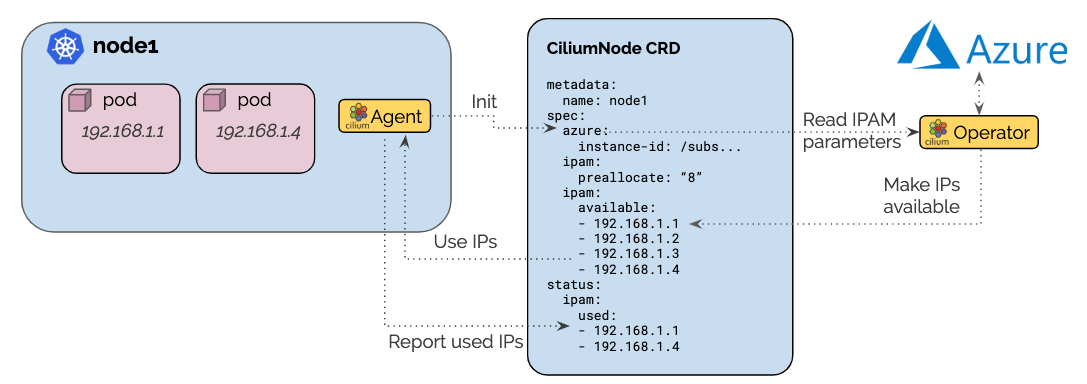 node1
pod
192.168.1.1
pod
192.168.1.4
cilium
Agent
Init
Use IPs
Report used IPs
CiliumNode CRD
metadata:
name: node1
spec:
azure:
instance-id: /subs...
ipam:
preallocate: “8”
ipam:
available:
- 192.168.1.1
- 192.168.1.2
- 192.168.1.3
- 192.168.1.4
status:
ipam:
used:
- 192.168.1.1
- 192.168.1.4
Azure
Read IPAM
parameters
cilium
Operator
Make IPs
available